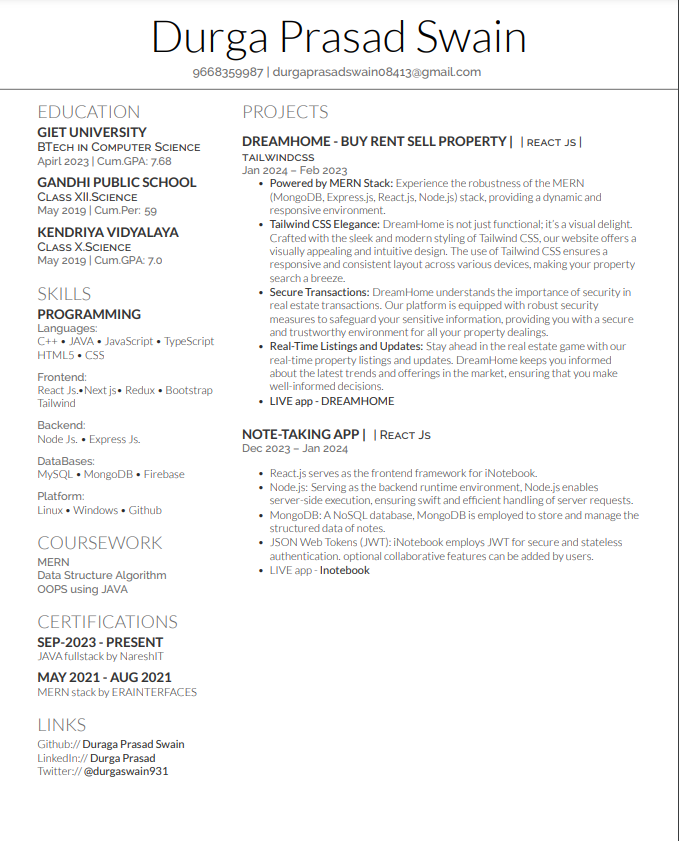 Durga Prasad Swain
9668359987 | durgaprasadswain08413@gmail.com
EDUCATION
GIET UNIVERSITY
BTech in Computer Science
Apirl 2023 | Cum.GPA: 7.68
GANDHI PUBLIC SCHOOL
Class XII.Science
May 2019 | Cum.Per: 59
KENDRIYA VIDYALAYA
Class X.Science
May 2019 | Cum.GPA: 7.0
SKILLS
PROGRAMMING
Languages:
C++ • JAVA • JavaScript • TypeScript
HTML5 • CSS
Frontend:
React Js.•Next js• Redux • Bootstrap
Tailwind
Backend:
Node Js. • Express Js.
DataBases:
MySQL • MongoDB • Firebase
Platform:
Linux • Windows • Github
COURSEWORK
MERN
Data Structure Algorithm
OOPS using JAVA
CERTIFICATIONS
SEP-2023 - PRESENT
JAVA fullstack by NareshIT
MAY 2021 - AUG 2021
MERN stack by ERAINTERFACES
LINKS
Github:// Duraga Prasad Swain
LinkedIn:// Durga Prasad
Twitter:// @durgaswain931
PROJECTS
DREAMHOME - BUY RENT SELL PROPERTY | | REACT JS |
TAILWINDCSS
Jan 2024 – Feb 2023
• Powered by MERN Stack: Experience the robustness of the MERN
(MongoDB, Express.js, React.js, Node.js) stack, providing a dynamic and
responsive environment.
• Tailwind CSS Elegance: DreamHome is not just functional; it's a visual delight.
Crafted with the sleek and modern styling of Tailwind CSS, our website offers a
visually appealing and intuitive design. The use of Tailwind CSS ensures a
responsive and consistent layout across various devices, making your property
search a breeze.
• Secure Transactions: DreamHome understands the importance of security in
real estate transactions. Our platform is equipped with robust security
measures to safeguard your sensitive information, providing you with a secure
and trustworthy environment for all your property dealings.
• Real-Time Listings and Updates: Stay ahead in the real estate game with our
real-time property listings and updates. DreamHome keeps you informed
about the latest trends and offerings in the market, ensuring that you make
well-informed decisions.
• LIVE app - DREAMHOME
NOTE-TAKING APP | | React Js
Dec 2023 – Jan 2024
• React.js serves as the frontend framework for iNotebook.
• Node.js: Serving as the backend runtime environment, Node.js enables
server-side execution, ensuring swift and efficient handling of server requests.
• MongoDB: A NoSQL database, MongoDB is employed to store and manage the
structured data of notes.
• JSON Web Tokens (JWT): iNotebook employs JWT for secure and stateless
authentication. optional collaborative features can be added by users.
• LIVE app - Inotebook